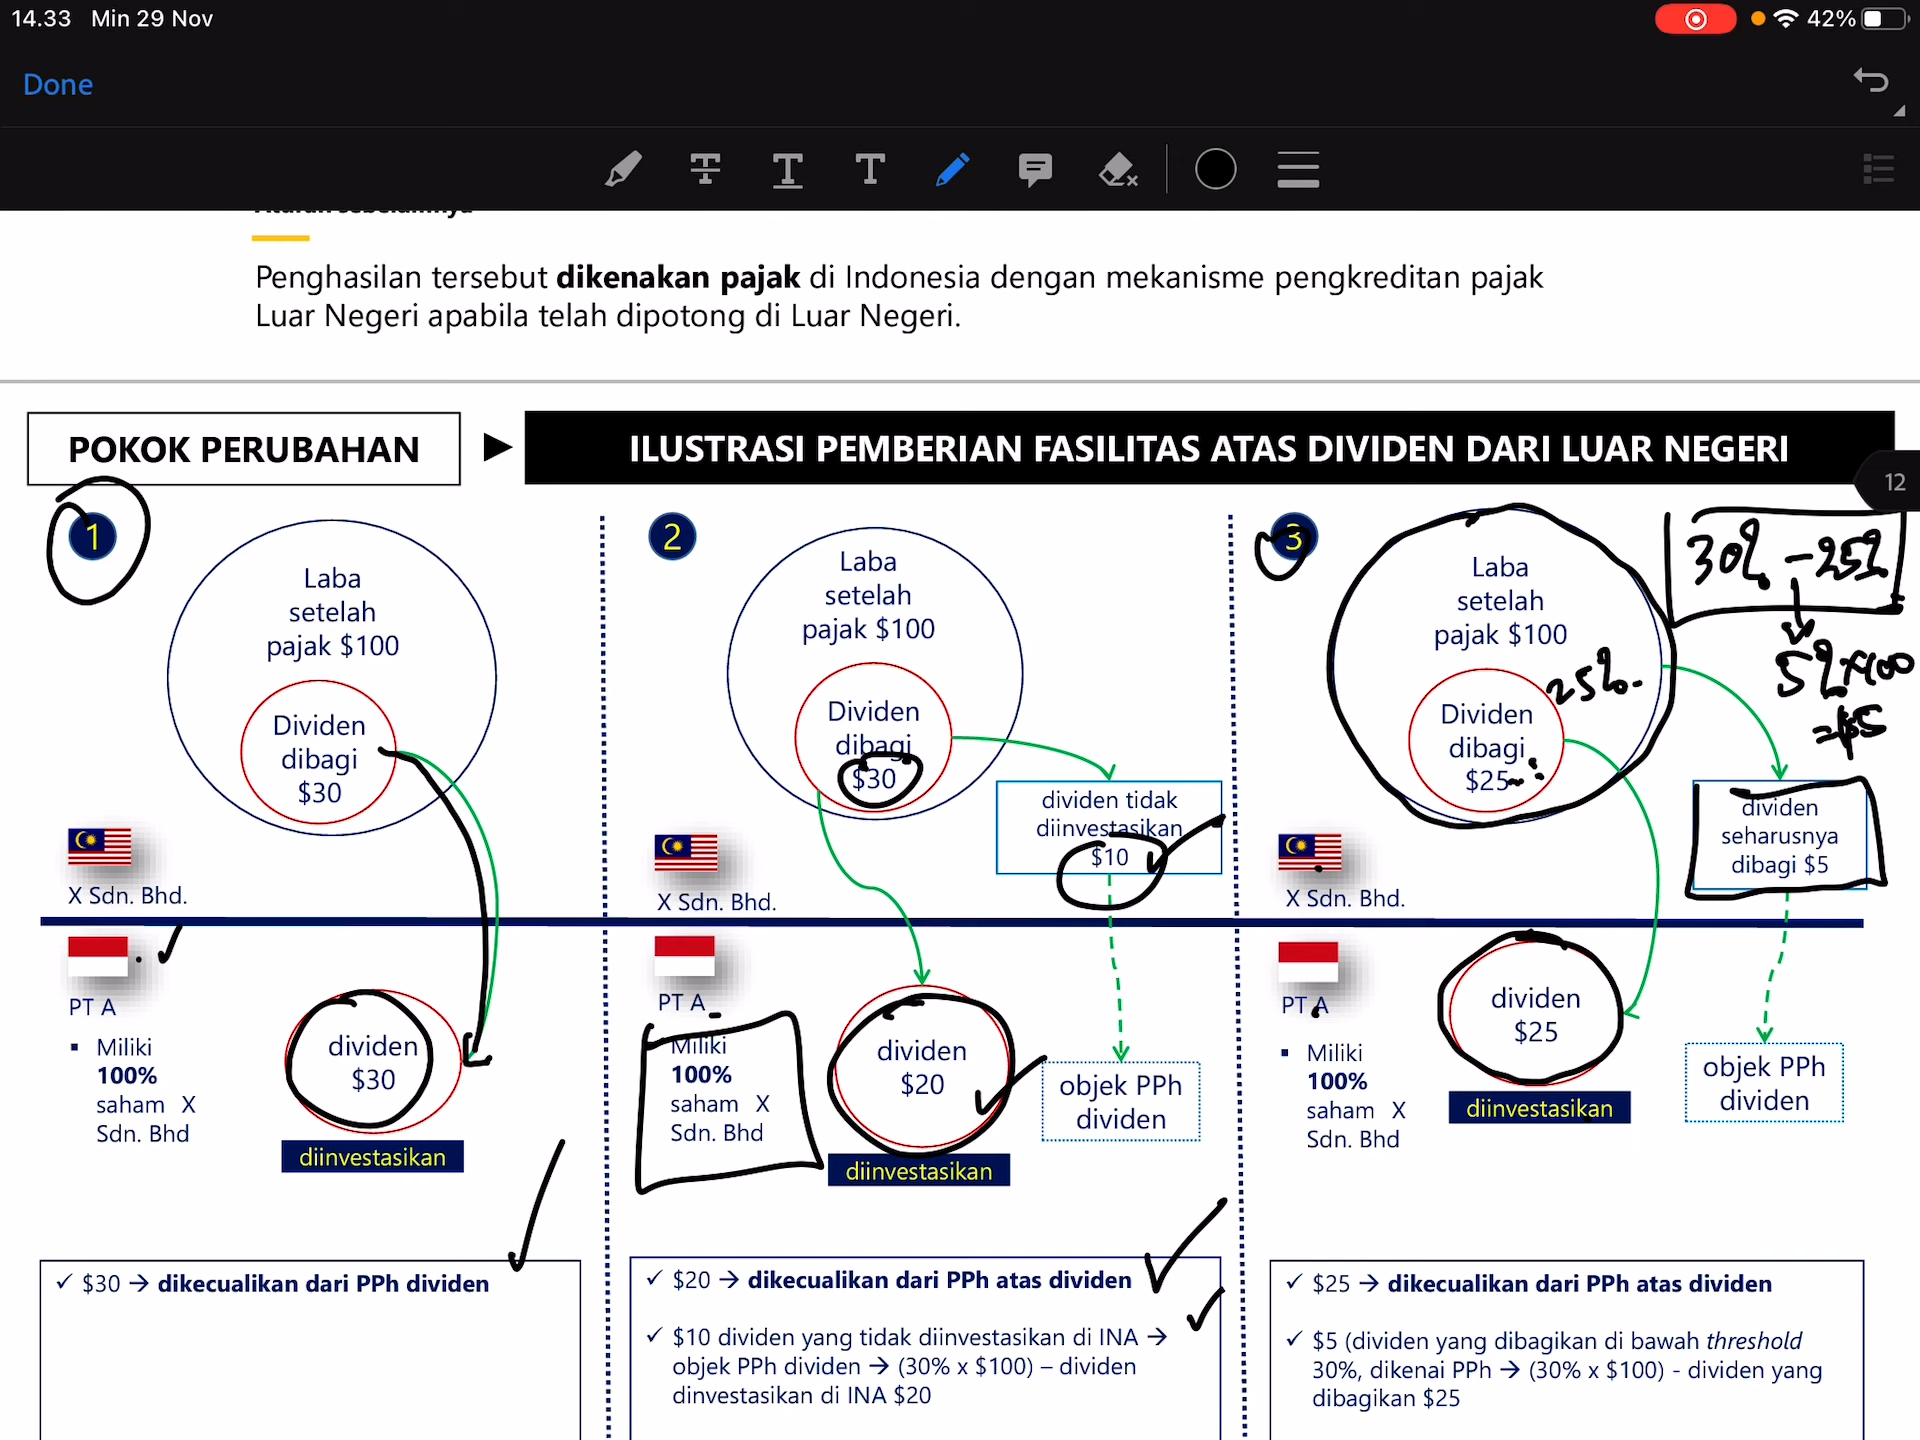 14.33 Min 29 Nov
42%
Done
Penghasilan tersebut dikenakan pajak di Indonesia dengan mekanisme pengkreditan pajak
Luar Negeri apabila telah dipotong di Luar Negeri.
POKOK PERUBAHAN
ILUSTRASI PEMBERIAN FASILITAS ATAS DIVIDEN DARI LUAR NEGERI
12
1
Laba
setelah
pajak $100
Dividen
dibagi
$30
X Sdn. Bhd.
PT A
▪ Miliki
100%
saham X
Sdn. Bhd
dividen
$30
diinvestasikan
✓ $30 → dikecualikan dari PPh dividen
2
Laba
setelah
pajak $100
Dividen
dibagi
$30
dividen tidak
diinvestasikan
$10
X Sdn. Bhd.
PT A
Miliki
100%
saham X
Sdn. Bhd
dividen
$20
diinvestasikan
objek PPh
dividen
✓ $20 → dikecualikan dari PPh atas dividen
✓ $10 dividen yang tidak diinvestasikan di INA →
objek PPh dividen → (30% x $100) – dividen
dinvestasikan di INA $20
3
Laba
setelah
pajak $100
25%
Dividen
dibagi
$25
30% - 25%
5% x 100
= $5
dividen
seharusnya
dibagi $5
X Sdn. Bhd.
PT A
▪ Miliki
100%
saham X
Sdn. Bhd
dividen
$25
diinvestasikan
objek PPh
dividen
✓ $25 → dikecualikan dari PPh atas dividen
✓ $5 (dividen yang dibagikan di bawah threshold
30%, dikenai PPh → (30% x $100) - dividen yang
dibagikan $25